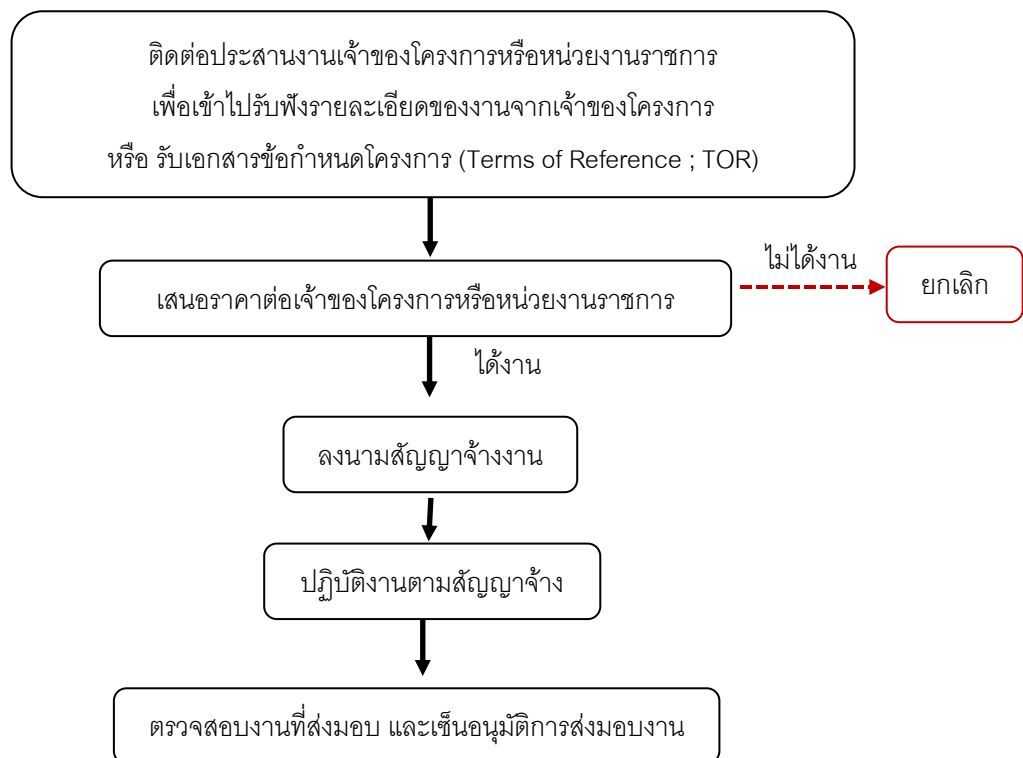 ติดต่อประสานงานเจ้าของโครงการหรือหน่วยงานราชการ
เพื่อเข้าไปรับฟังรายละเอียดของงานจากเจ้าของโครงการ
หรือ รับเอกสารข้อกำหนดโครงการ (Terms of Reference ; TOR)
ไม่ได้งาน
เสนอราคาต่อเจ้าของโครงการหรือหน่วยงานราชการ
ยกเลิก
ได้งาน
ลงนามสัญญาจ้างงาน
ปฏิบัติงานตามสัญญาจ้าง
ตรวจสอบงานที่ส่งมอบ และเซ็นอนุมัติการส่งมอบงาน